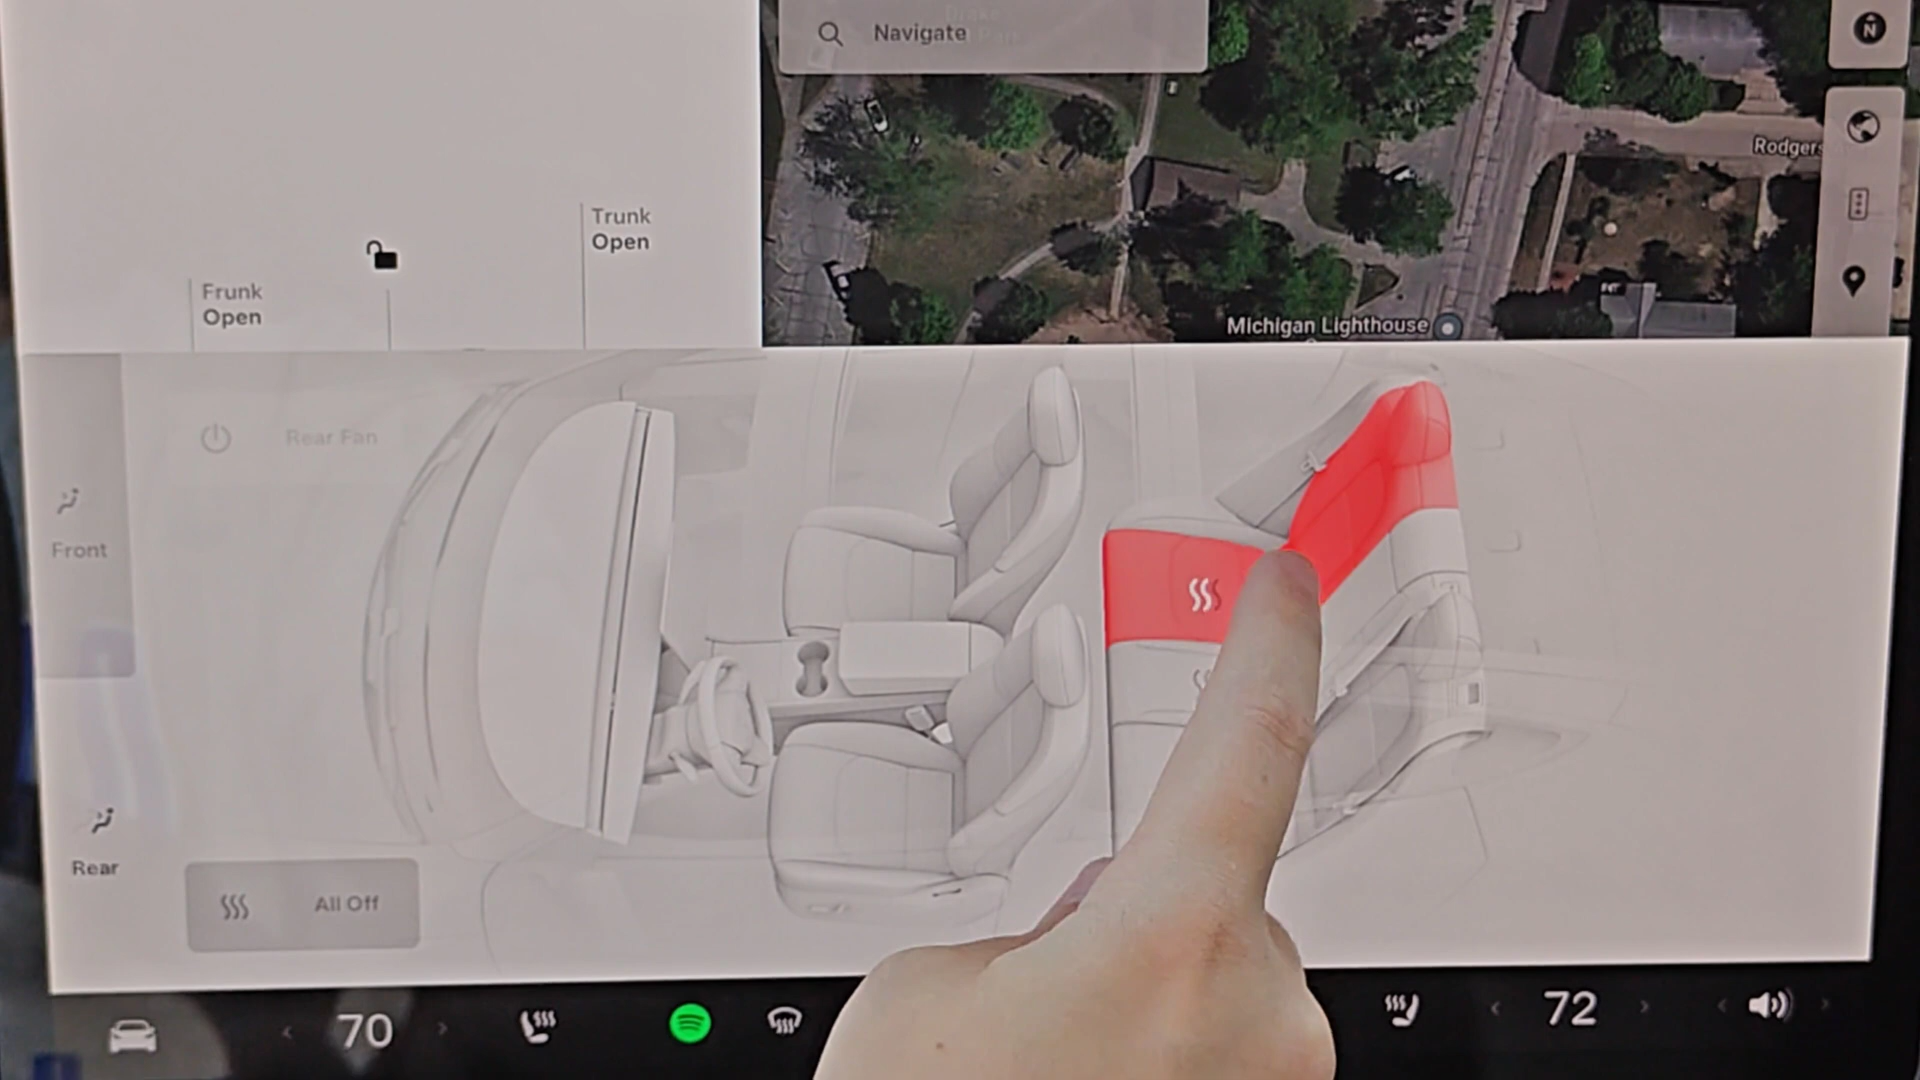 Navigate
N
Rodgers
Trunk
Open
Frunk
Open
Michigan Lighthouse
Rear Fan
Front
Rear
All Off
70
72